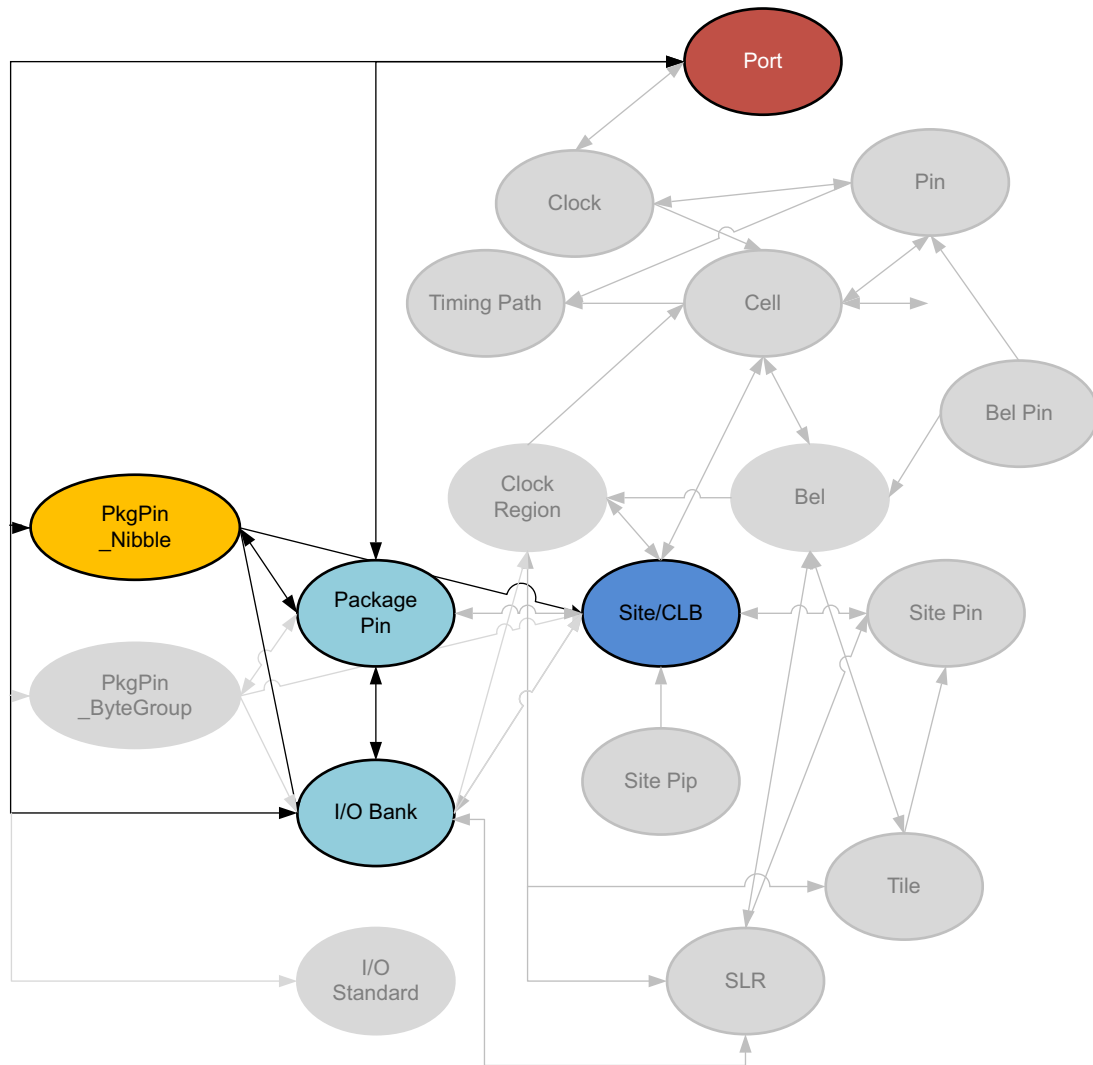 Port
Pin
Clock
Timing Path
Cell
Bel Pin
Clock
Region
Bel
PkgPin
_Nibble
Package
Pin
Site/CLB
Site Pin
PkgPin
_ByteGroup
Site Pip
I/O Bank
Tile
I/O
Standard
SLR